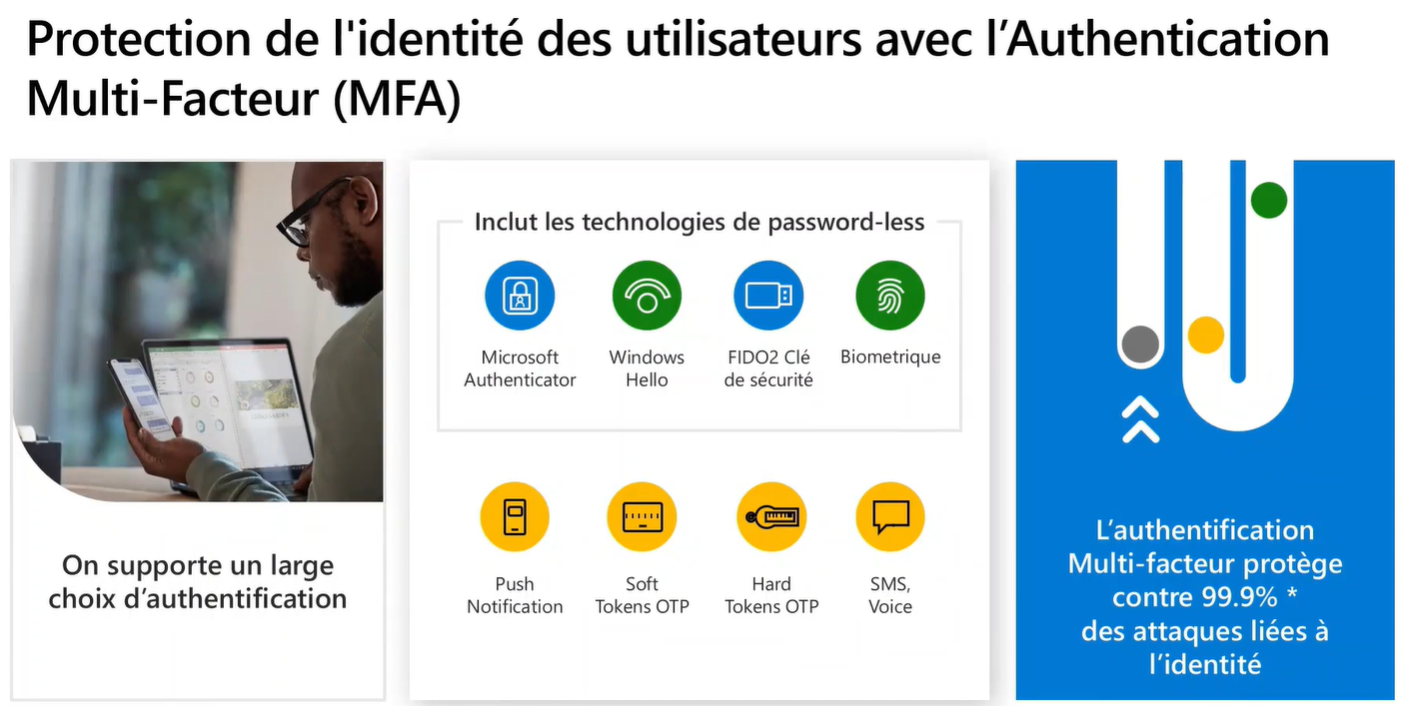 Protection de l'identité des utilisateurs avec l’Authentication
Multi-Facteur (MFA)
On supporte un large
choix d’authentification
Inclut les technologies de password-less
Microsoft
Authenticator
Windows
Hello
FIDO2 Clé
de sécurité
Biometrique
Push
Notification
Soft
Tokens OTP
Hard
Tokens OTP
SMS,
Voice
L’authentification
Multi-facteur protège
contre 99.9% *
des attaques liées à
l’identité